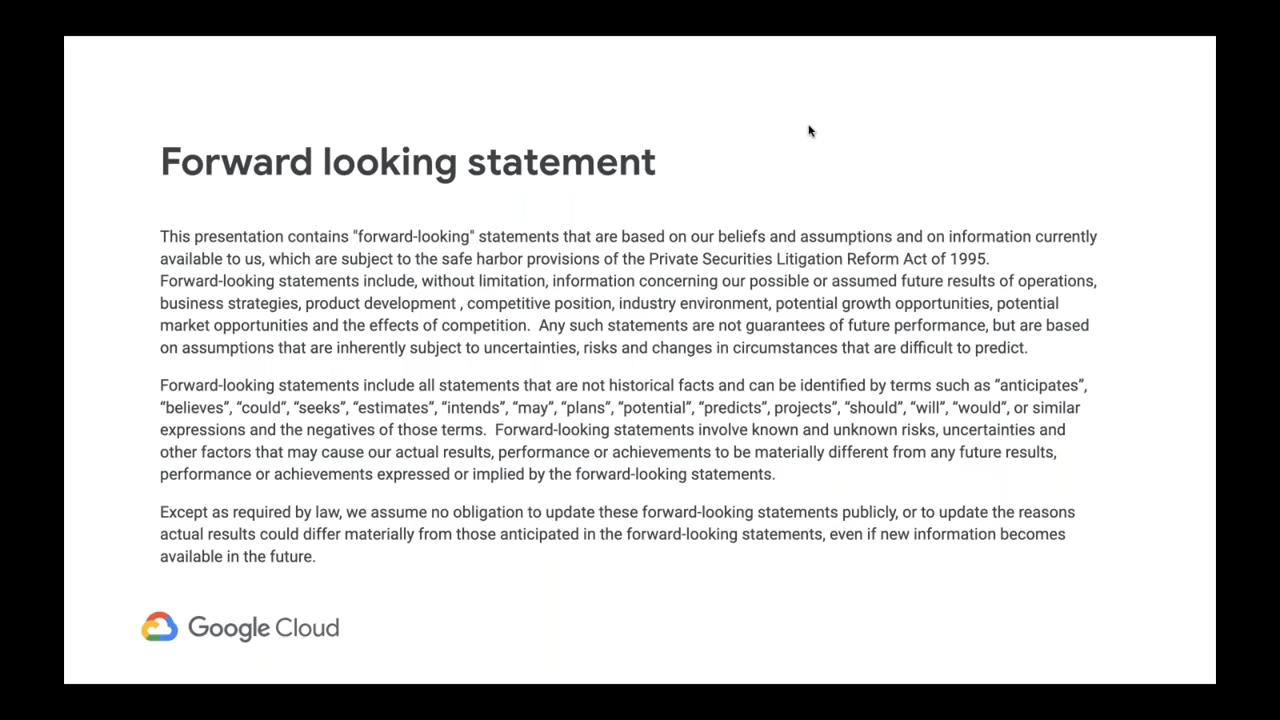 Forward looking statement
This presentation contains "forward-looking" statements that are based on our beliefs and assumptions and on information currently
available to us, which are subject to the safe harbor provisions of the Private Securities Litigation Reform Act of 1995.
Forward-looking statements include, without limitation, information concerning our possible or assumed future results of operations,
business strategies, product development , competitive position, industry environment, potential growth opportunities, potential
market opportunities and the effects of competition.  Any such statements are not guarantees of future performance, but are based
on assumptions that are inherently subject to uncertainties, risks and changes in circumstances that are difficult to predict.
Forward-looking statements include all statements that are not historical facts and can be identified by terms such as “anticipates”,
“believes”, “could”, “seeks”, “estimates”, “intends”, “may”, “plans”, “potential”, “predicts”, projects”, “should”, “will”, “would”, or similar
expressions and the negatives of those terms.  Forward-looking statements involve known and unknown risks, uncertainties and
other factors that may cause our actual results, performance or achievements to be materially different from any future results,
performance or achievements expressed or implied by the forward-looking statements.
Except as required by law, we assume no obligation to update these forward-looking statements publicly, or to update the reasons
actual results could differ materially from those anticipated in the forward-looking statements, even if new information becomes
available in the future.
Google Cloud